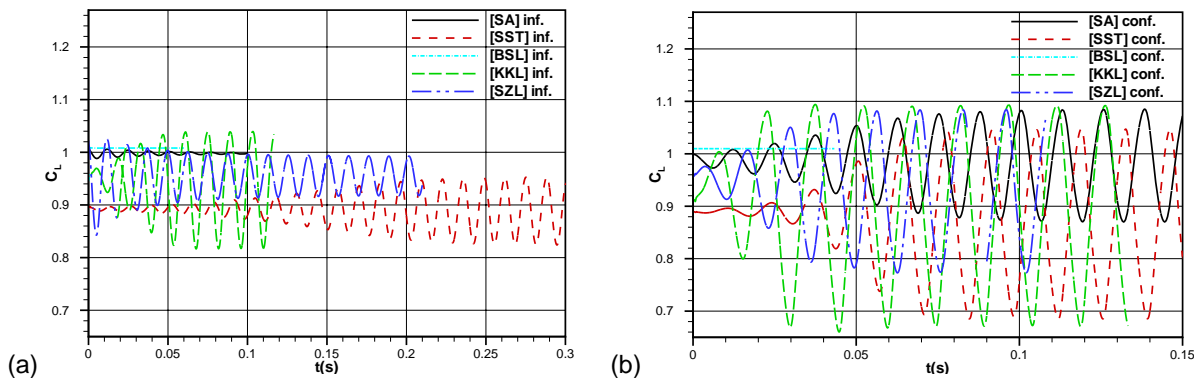 (a)
C_L
1.2
1.1
1
0.9
0.8
0.7
0
0.05
0.1
0.15
0.2
0.25
0.3
t(s)
[SA] inf.
[SST] inf.
[BSL] inf.
[KKL] inf.
[SZL] inf.
(b)
C_L
1.2
1.1
1
0.9
0.8
0.7
0
0.05
0.1
0.15
t(s)
[SA] conf.
[SST] conf.
[BSL] conf.
[KKL] conf.
[SZL] conf.